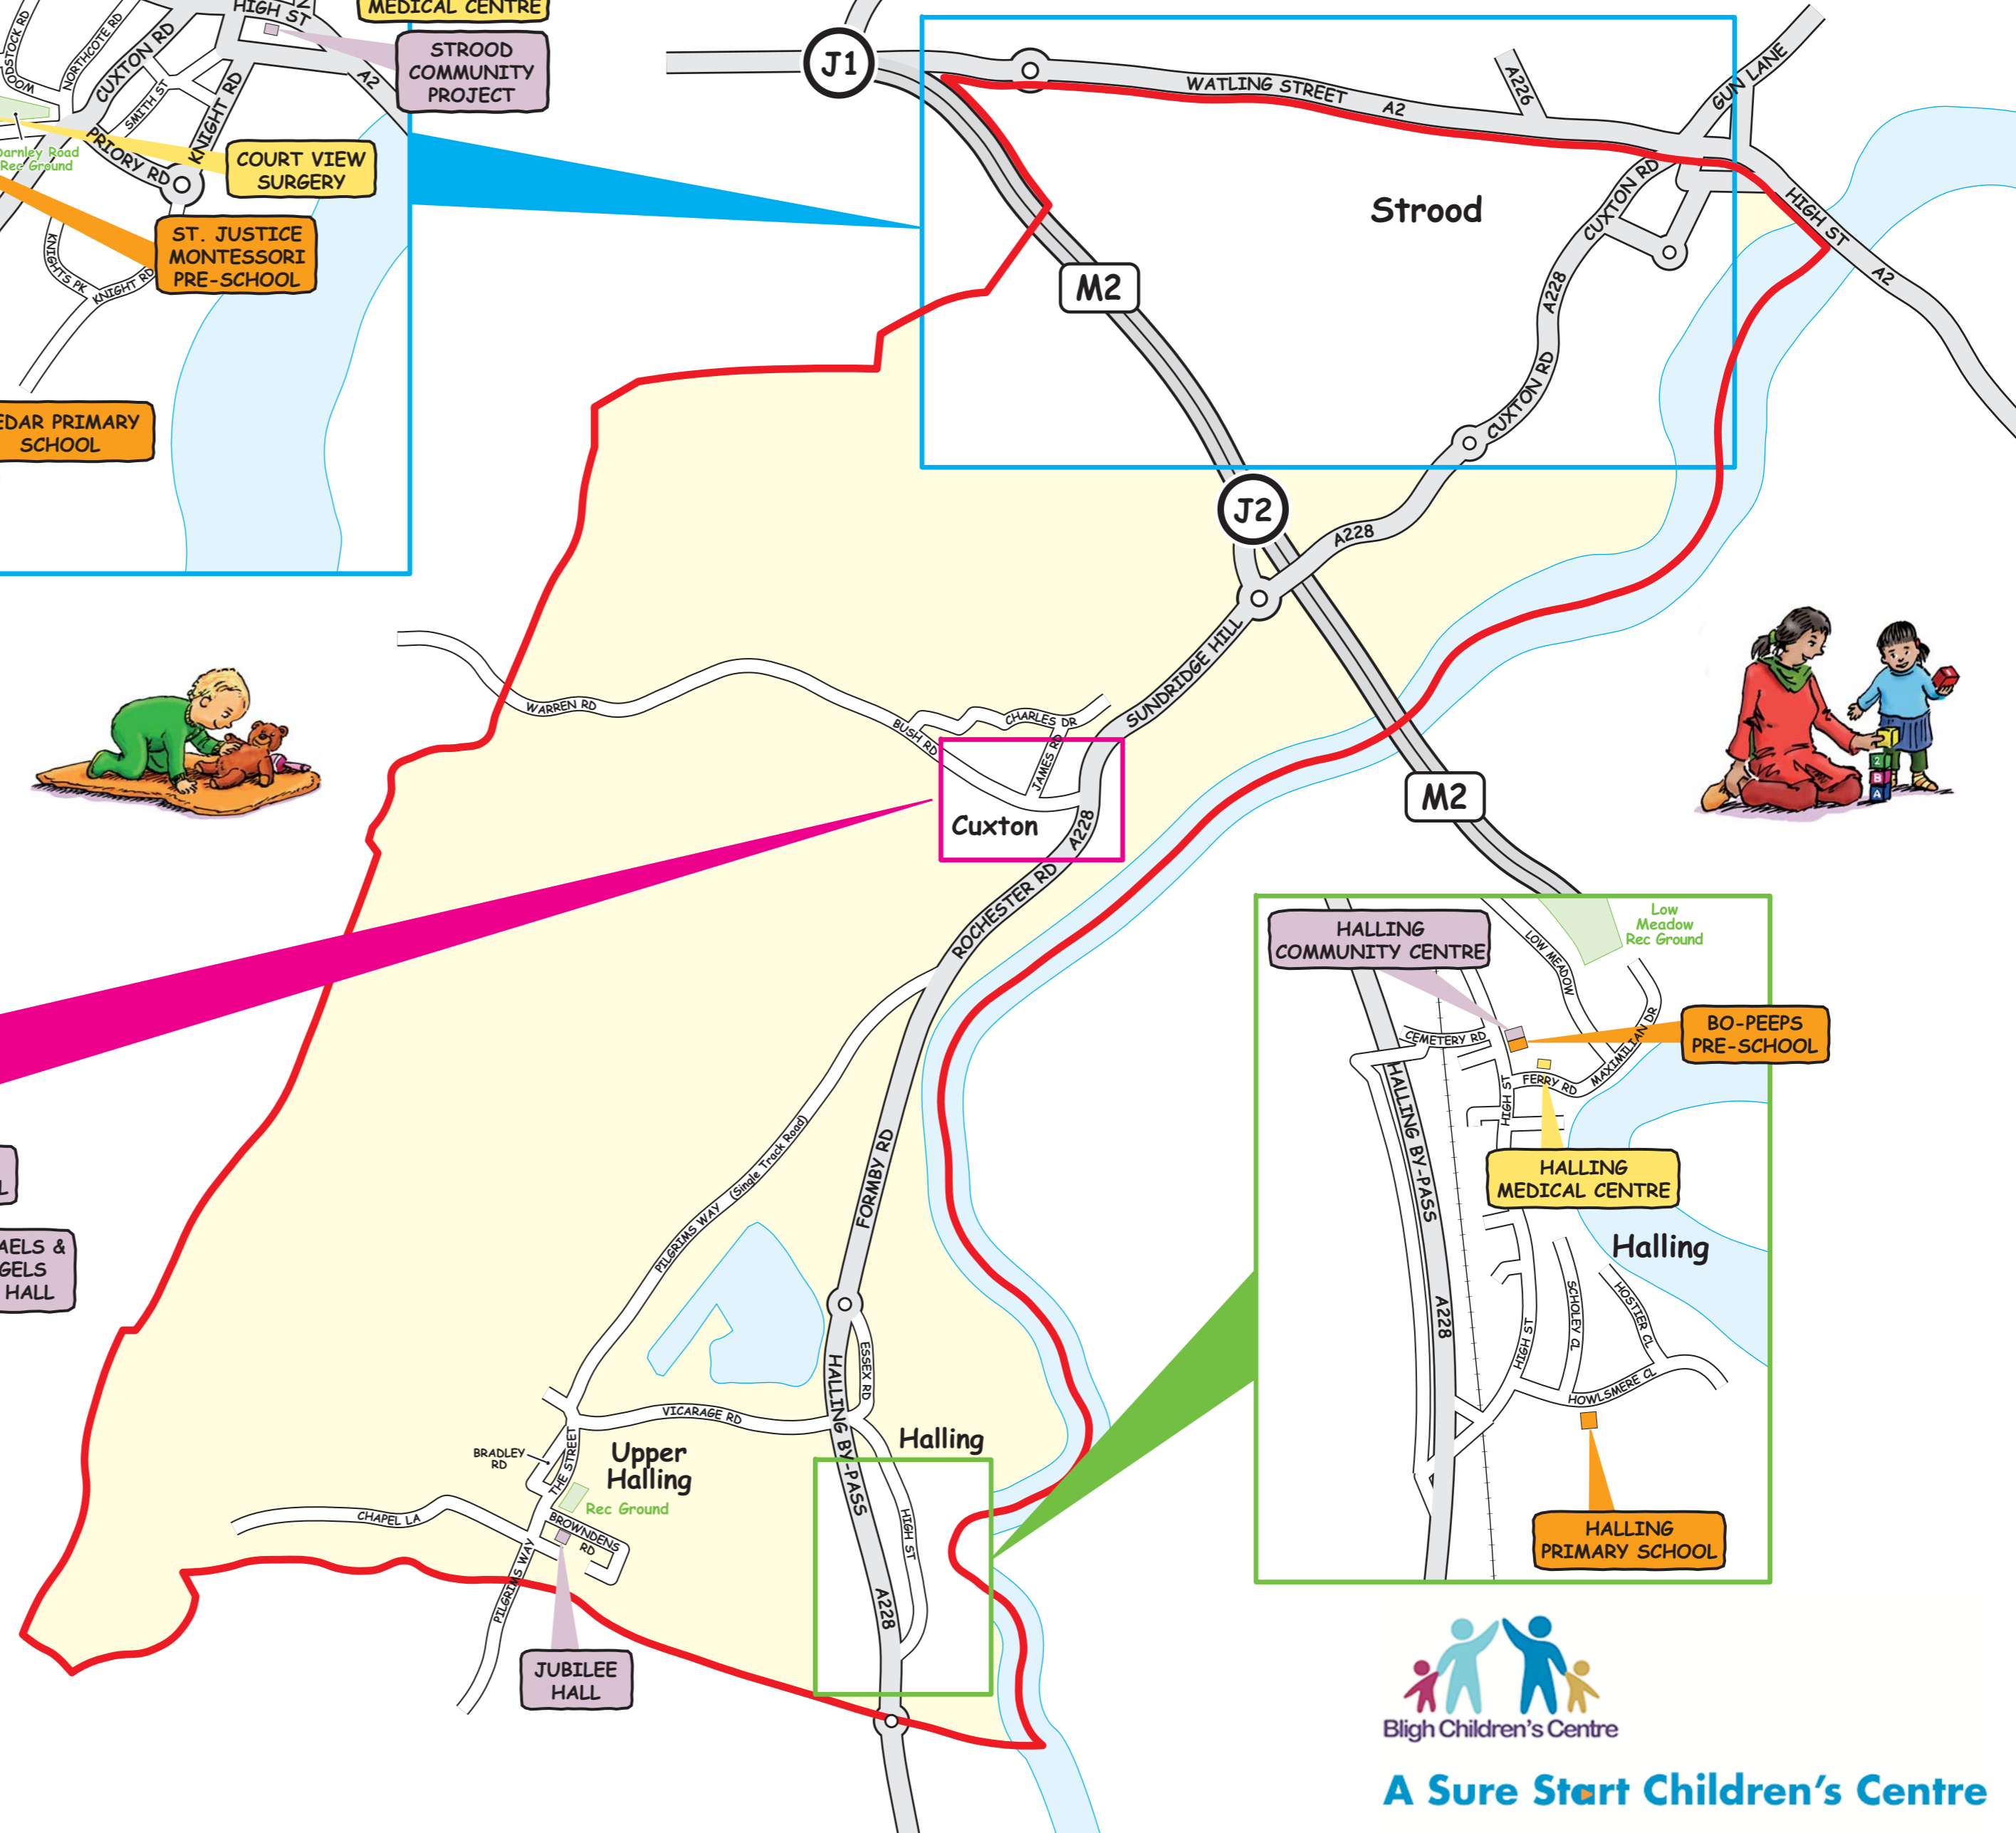 MEDICAL CENTRE
HIGH ST
STROOD
COMMUNITY
PROJECT
NORTHCOTE RD
CUXTON RD
SMITH ST
KNIGHT RD
A2
PRIORY RD
Rec Ground
COURT VIEW
SURGERY
ST. JUSTICE
MONTESSORI
PRE-SCHOOL
KNIGHTS PK
KNIGHT RD
PRIMARY
SCHOOL
J1
WATLING STREET
A2
A226
GUN LANE
Strood
CUXTON RD
HIGH ST
A2
A228
M2
CUXTON RD
J2
A228
SUNDRIDGE HILL
WARREN RD
BUSH RD
CHARLES DR
JAMES RD
Cuxton
A228
M2
ROCHESTER RD
2
B
A
HALLING
COMMUNITY CENTRE
Low
Meadow
Rec Ground
LOW MEADOW
BO-PEEPS
PRE-SCHOOL
CEMETERY RD
MAXIMILIAN DR
FERRY RD
HIGH ST
HALLING BY-PASS
HALLING
MEDICAL CENTRE
Halling
A228
SCHOLEY CL
HOSTIER CL
HIGH ST
HOWLSMERE CL
HALLING
PRIMARY SCHOOL
&
HALL
FORMBY RD
PILGRIMS WAY (Single Track Road)
ESSEX RD
HALLING BY-PASS
VICARAGE RD
Halling
BRADLEY
RD
THE STREET
Upper
Halling
Rec Ground
CHAPEL LA
BROWNDENS
RD
HIGH ST
PILGRIMS WAY
A228
JUBILEE
HALL
Bligh Children's Centre
A Sure Start Children's Centre